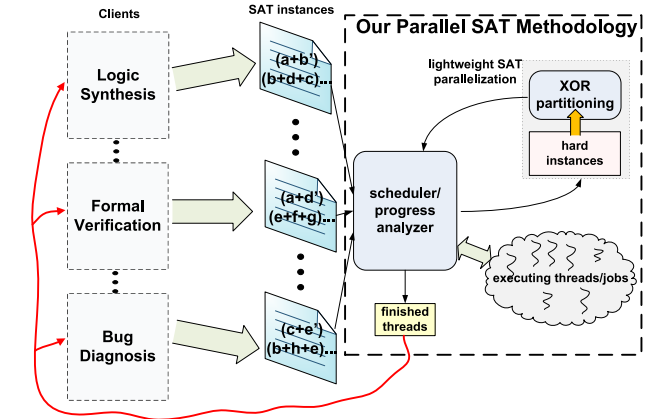 Clients
SAT instances
Our Parallel SAT Methodology
Logic
Synthesis
(a+b')
(b+d+c)...
lightweight SAT
parallelization
XOR
partitioning
hard
instances
Formal
Verification
(a+d')
(e+f+g)...
scheduler/
progress
analyzer
executing threads/jobs
finished
threads
Bug
Diagnosis
(c+e')
(b+h+e)...